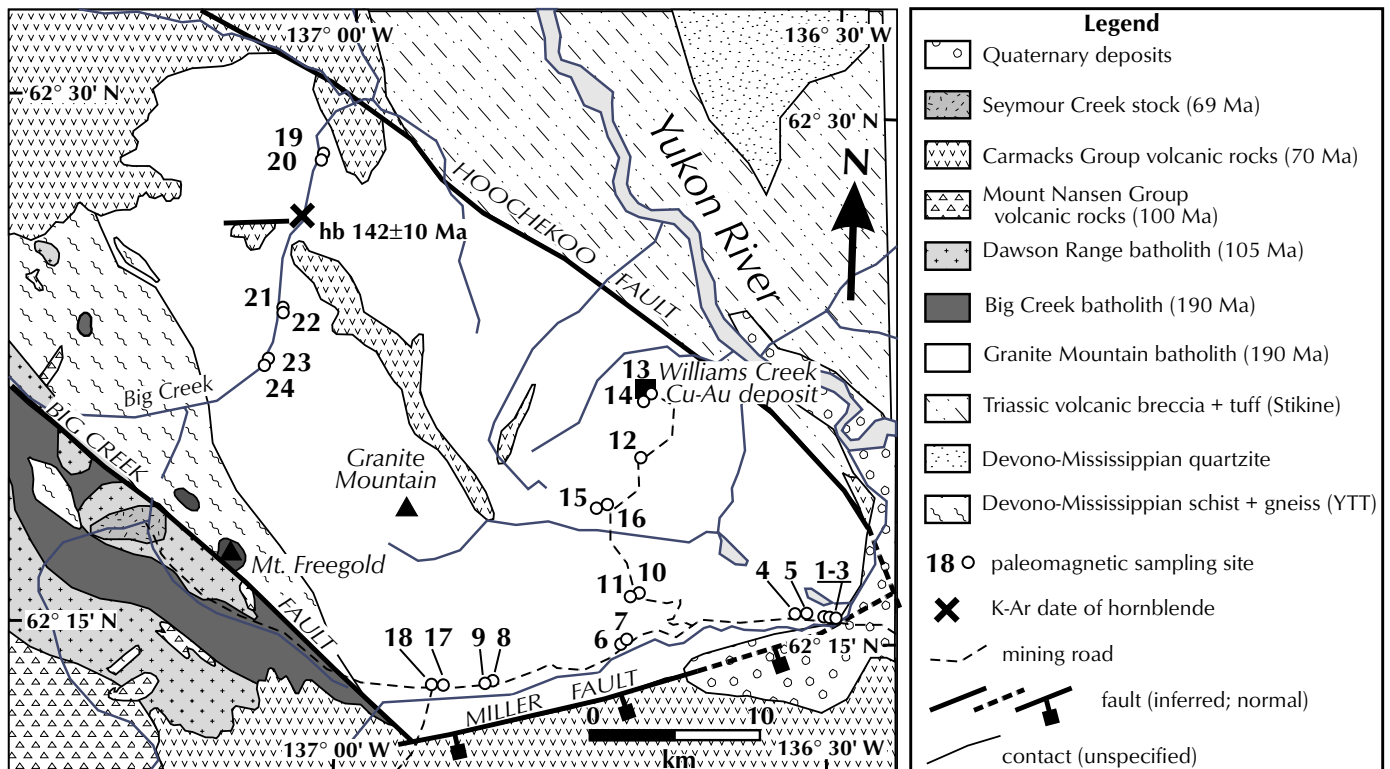 137° 00' W
136° 30' W
62° 30' N
62° 30' N
Yukon River
N
19
20
HOOCHEKOO
FAULT
hb 142±10 Ma
21
22
23
24
Big Creek
13
14
Williams Creek
Cu-Au deposit
12
BIG CREEK
FAULT
Granite
Mountain
15
16
Mt. Freegold
11
10
4
5
1-3
62° 15' N
7
6
62° 15' N
18
17
9
8
MILLER
FAULT
0
10
km
137° 00' W
136° 30' W
Legend
Quaternary deposits
Seymour Creek stock (69 Ma)
Carmacks Group volcanic rocks (70 Ma)
Mount Nansen Group
volcanic rocks (100 Ma)
Dawson Range batholith (105 Ma)
Big Creek batholith (190 Ma)
Granite Mountain batholith (190 Ma)
Triassic volcanic breccia + tuff (Stikine)
Devono-Mississippian quartzite
Devono-Mississippian schist + gneiss (YTT)
18 paleomagnetic sampling site
K-Ar date of hornblende
mining road
fault (inferred; normal)
contact (unspecified)